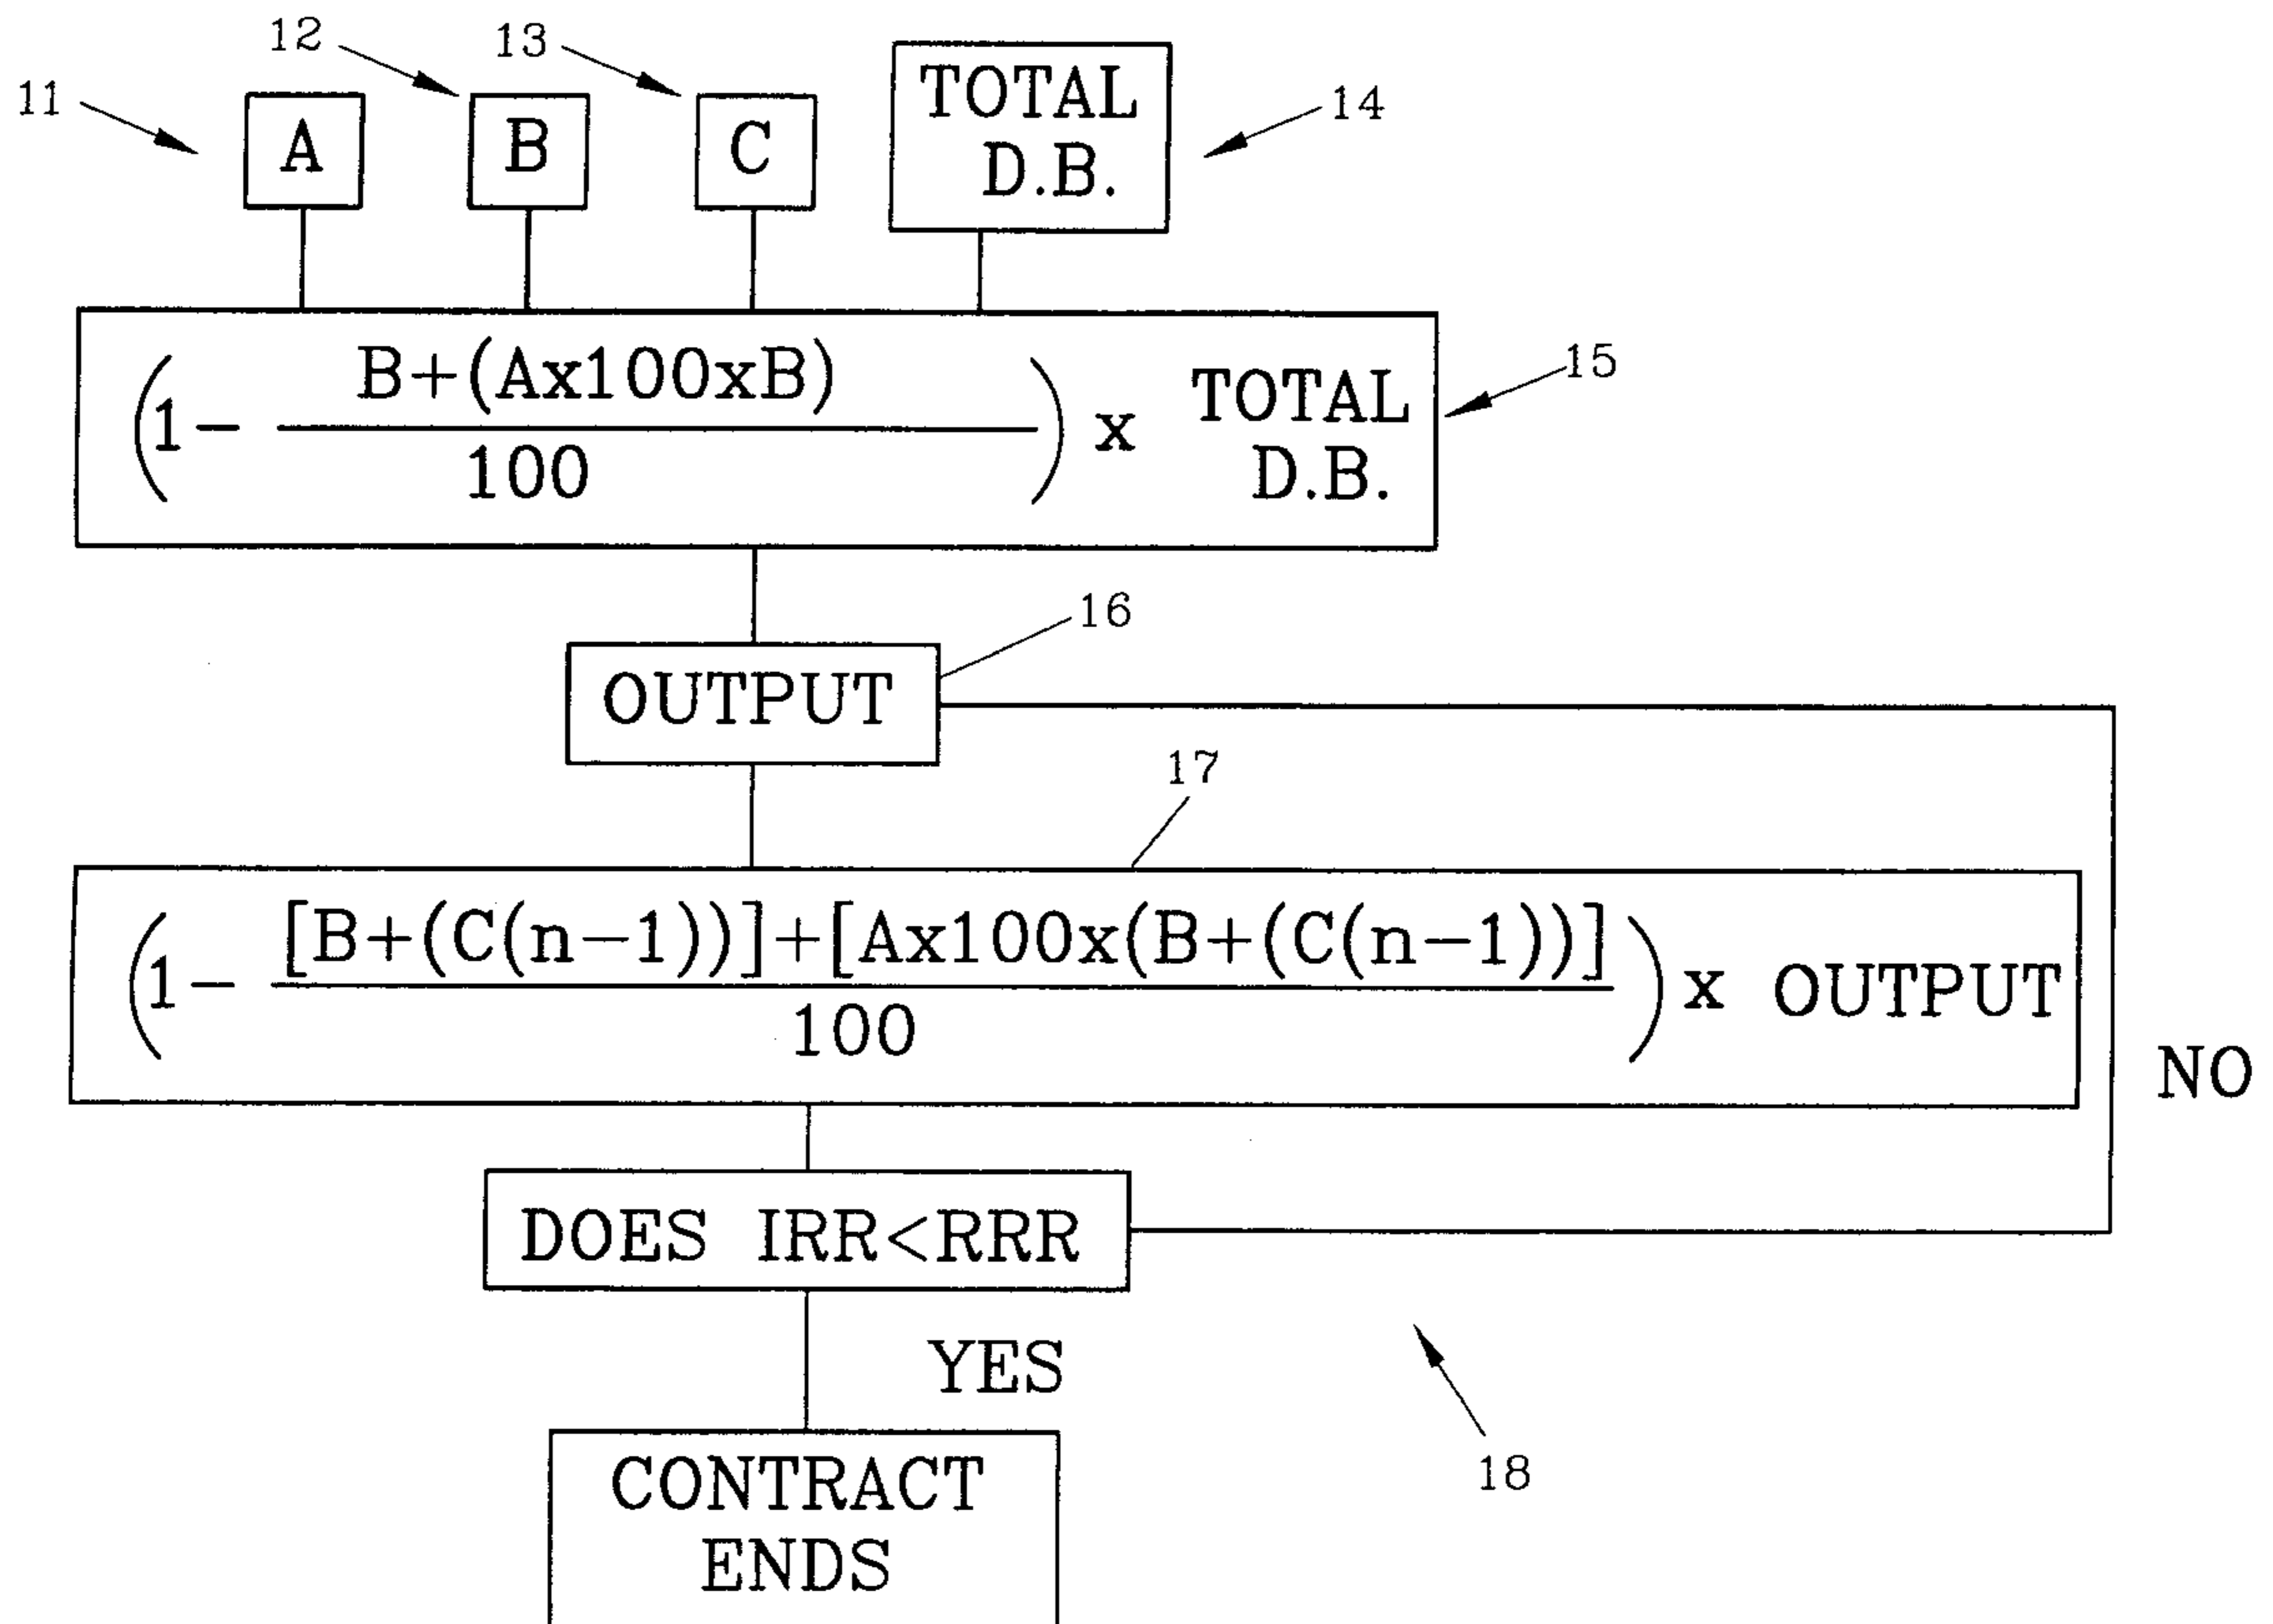 12
13
11
14
A
B
C
TOTAL
D.B.
B+(Ax100xB)
(1-
100
)
x
TOTAL
D.B.
15
OUTPUT
16
17
[B+(C(n-1))]+[Ax100x(B+(C(n-1))]
(1-
100
)
x OUTPUT
NO
DOES IRR<RRR
YES
18
CONTRACT
ENDS